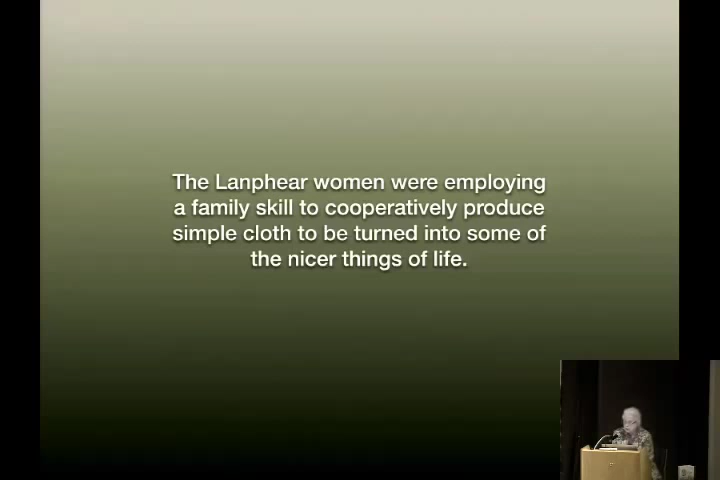 The Lanphear women were employing
a family skill to cooperatively produce
simple cloth to be turned into some of
the nicer things of life.